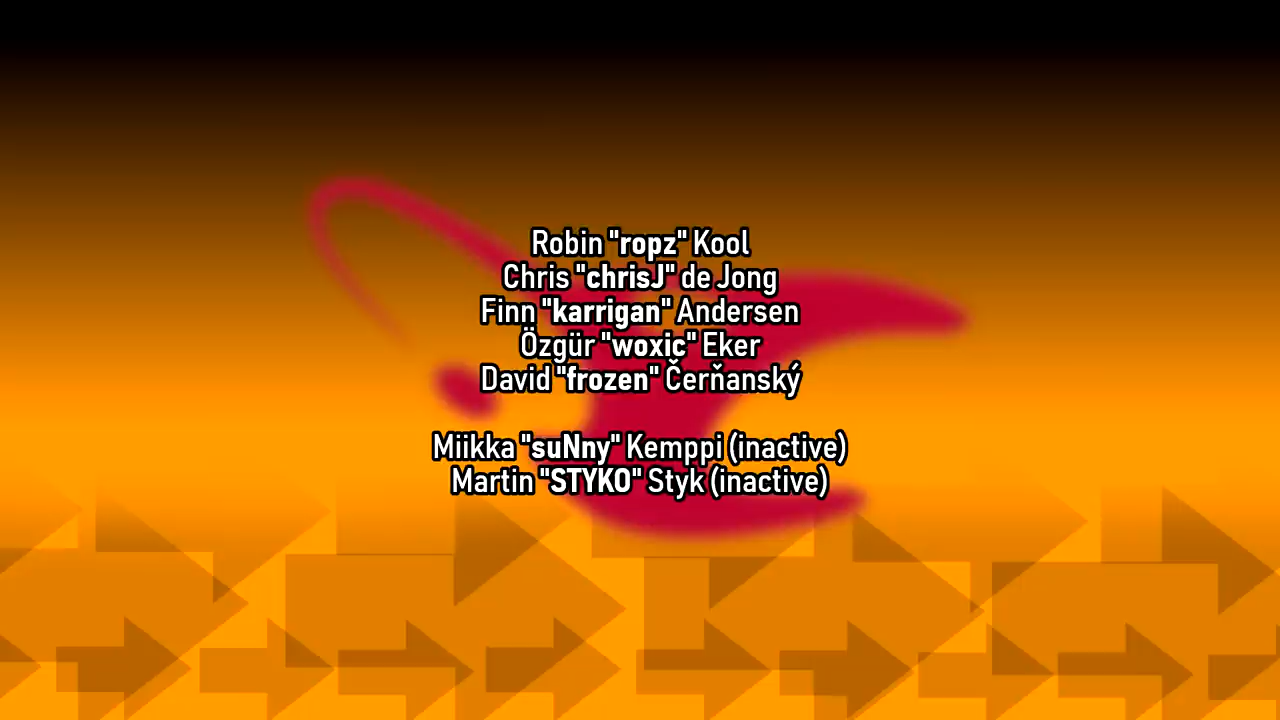 Robin "ropz" Kool
Chris "chrisJ" de Jong
Finn "karrigan" Andersen
Özgür "woxic" Eker
David "frozen" Čerňanský
Miikka "suNny" Kemppi (inactive)
Martin "STYKO" Styk (inactive)